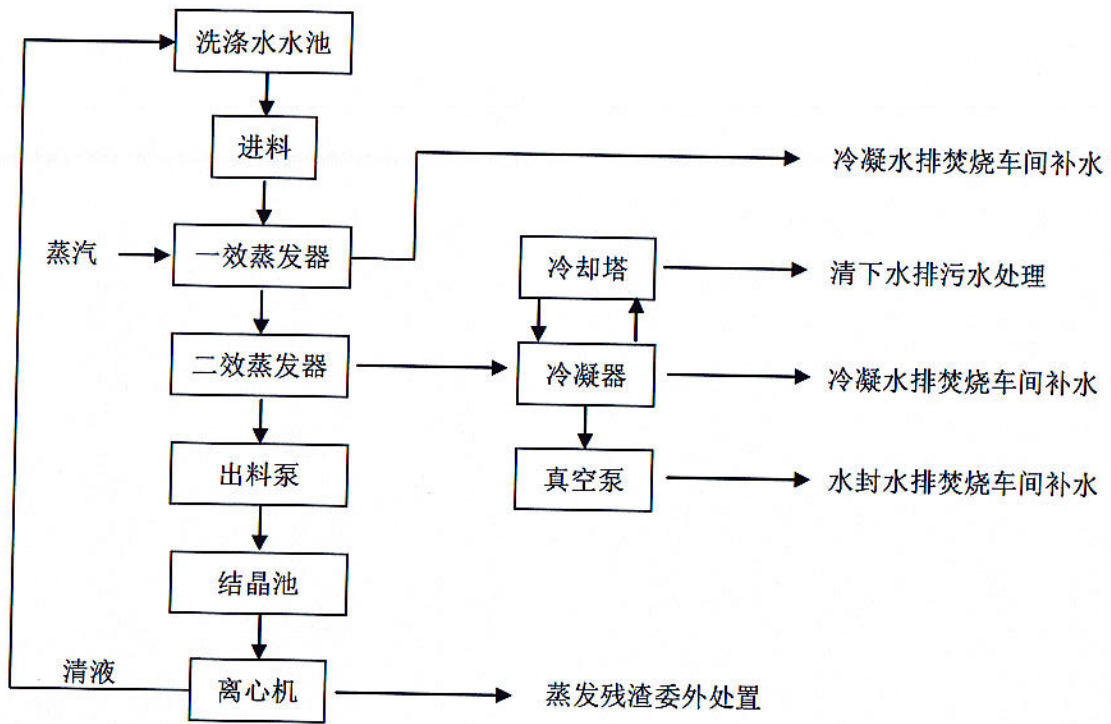 洗涤水水池
进料
冷凝水排焚烧车间补水
蒸汽
一效蒸发器
冷却塔
清下水排污水处理
二效蒸发器
冷凝器
冷凝水排焚烧车间补水
出料泵
真空泵
水封水排焚烧车间补水
结晶池
清液
离心机
蒸发残渣委外处置